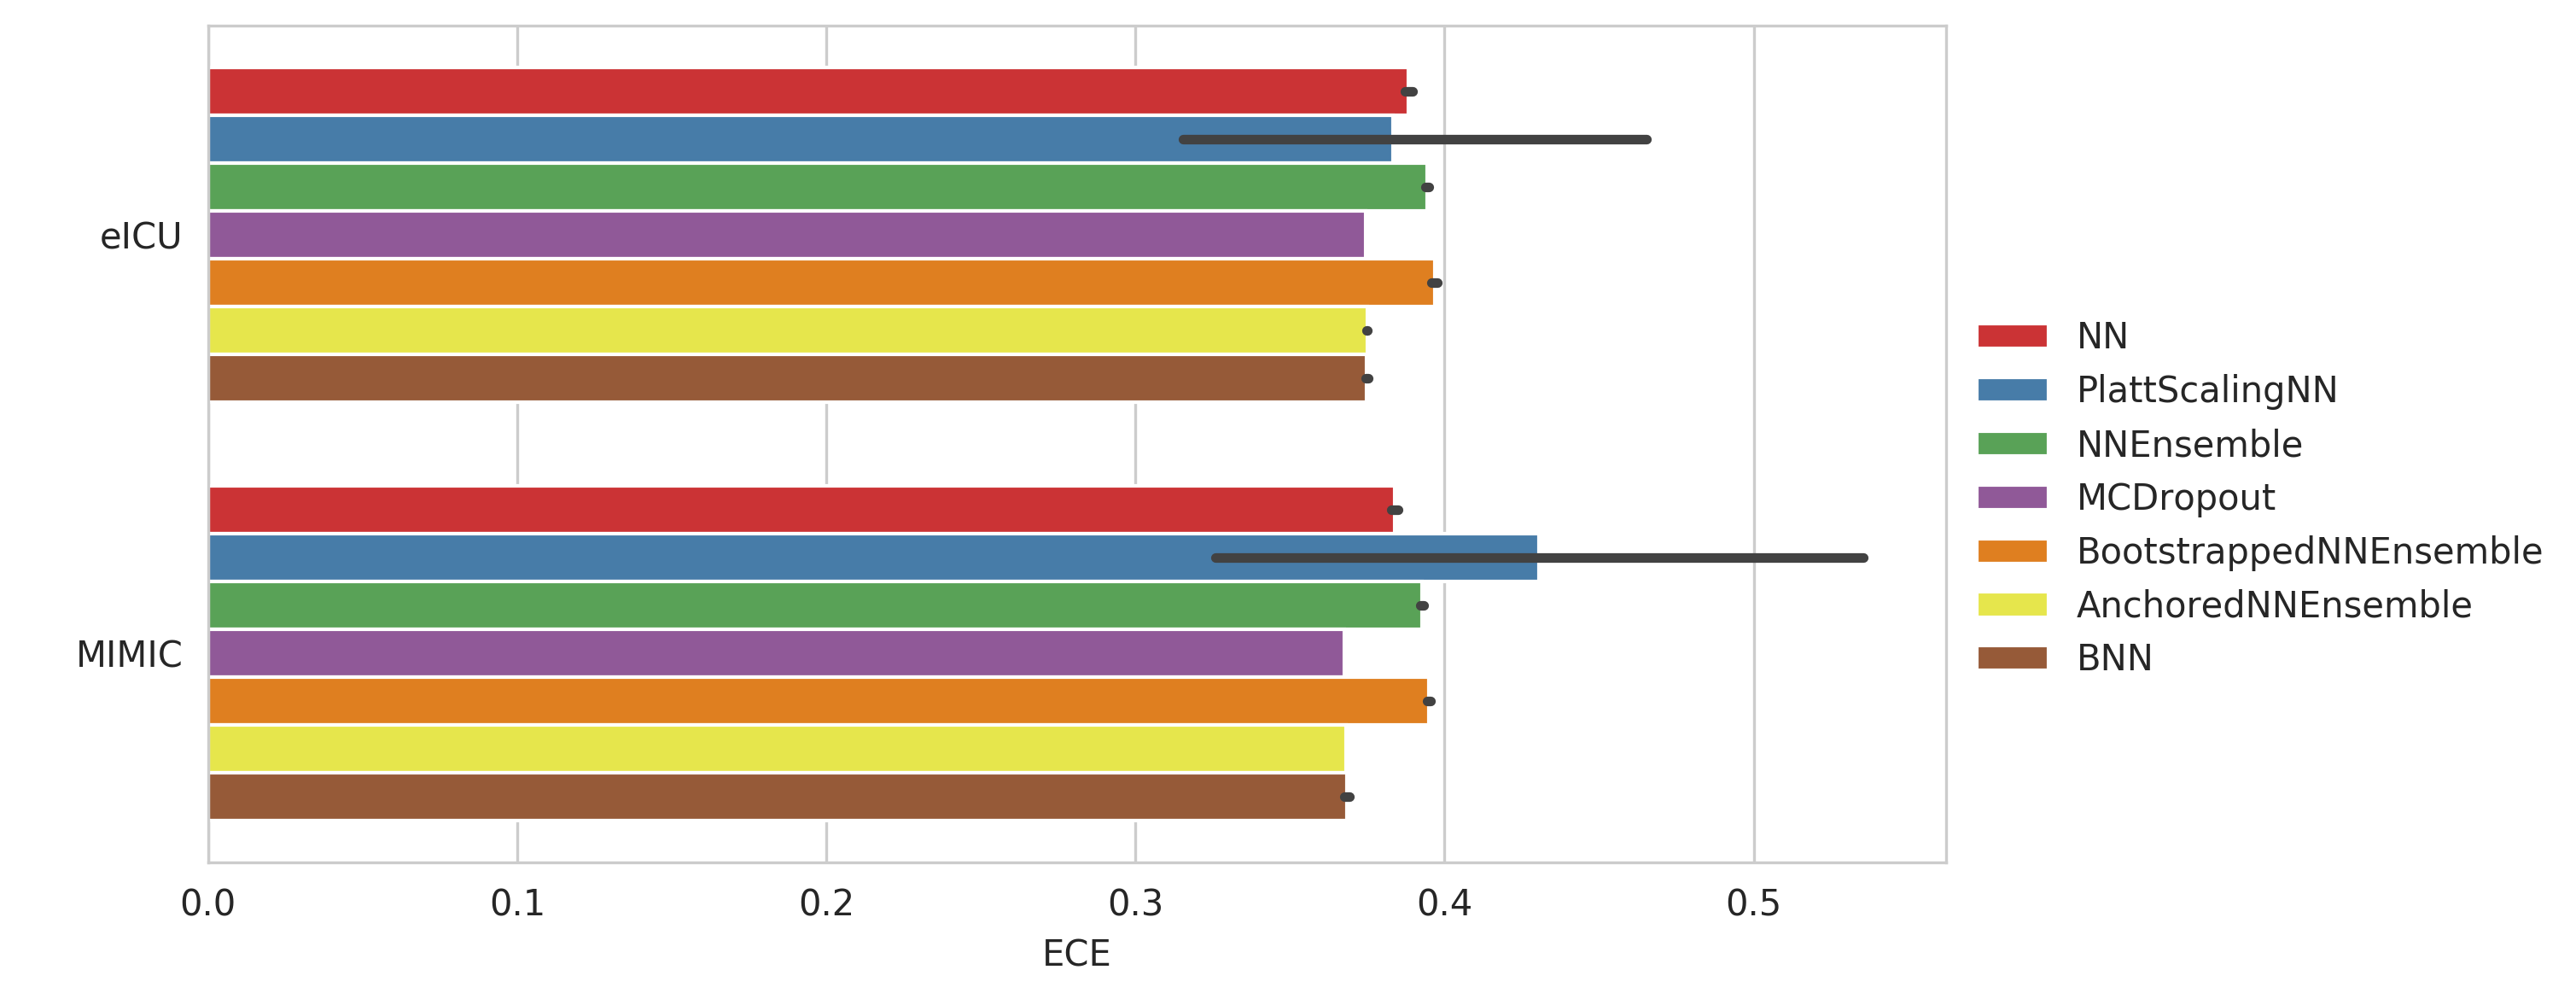 eICU
MIMIC
0.0 0.1 0.2 0.3 0.4 0.5
ECE
NN
PlattScalingNN
NNEnsemble
MCDropout
BootstrappedNNEnsemble
AnchoredNNEnsemble
BNN